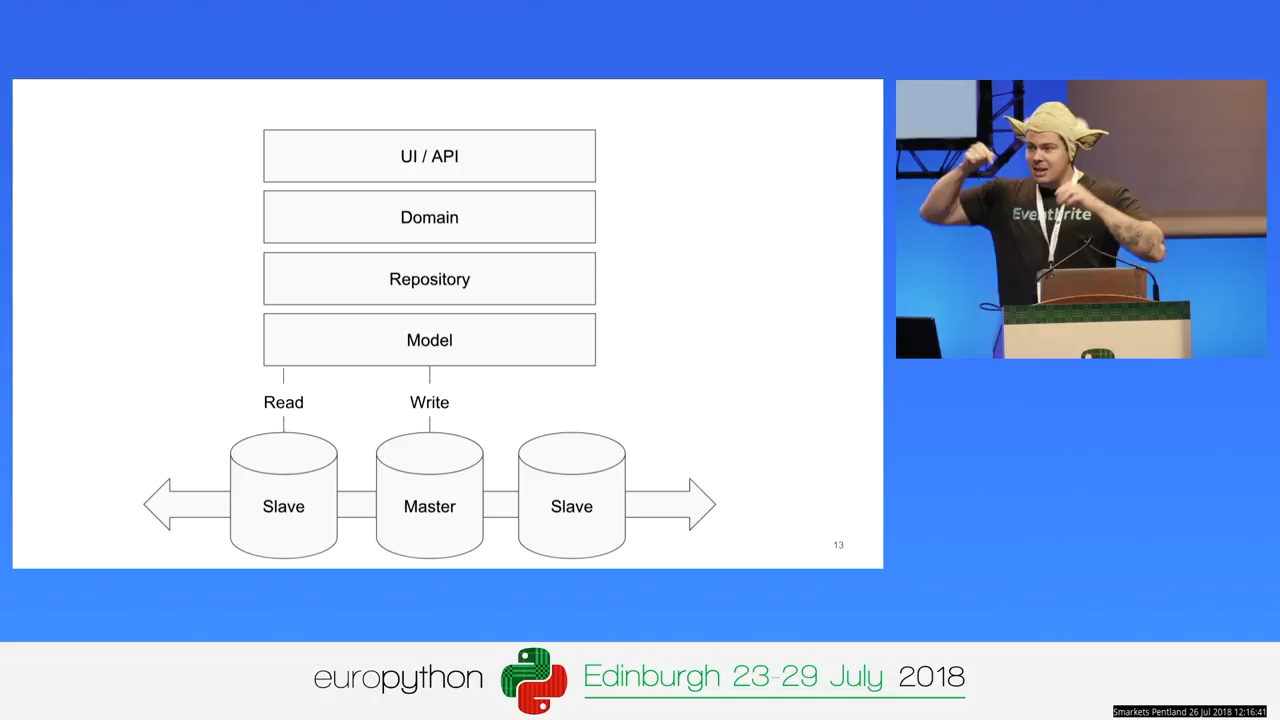 UI / API
Domain
Repository
Model
Read Write
Slave Master Slave
13
Eventbrite
europython Edinburgh 23-29 July 2018
Smarkets Pentland 26 Jul 2018 12:16:41